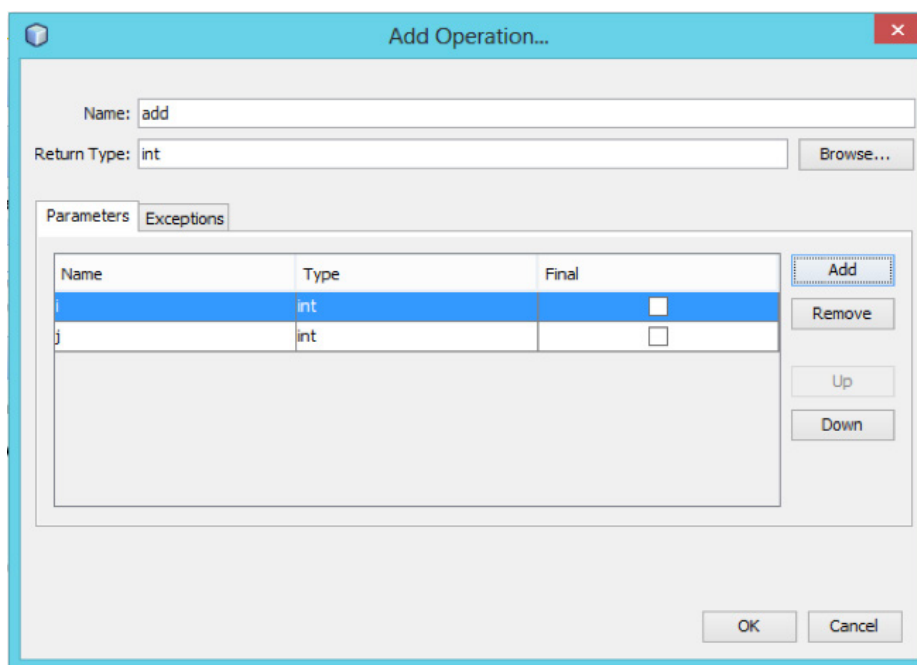 Add Operation...
Name: add
Return Type: int Browse...
Parameters Exceptions
Name Type Final Add
i int Remove
j int
Up
Down
OK Cancel